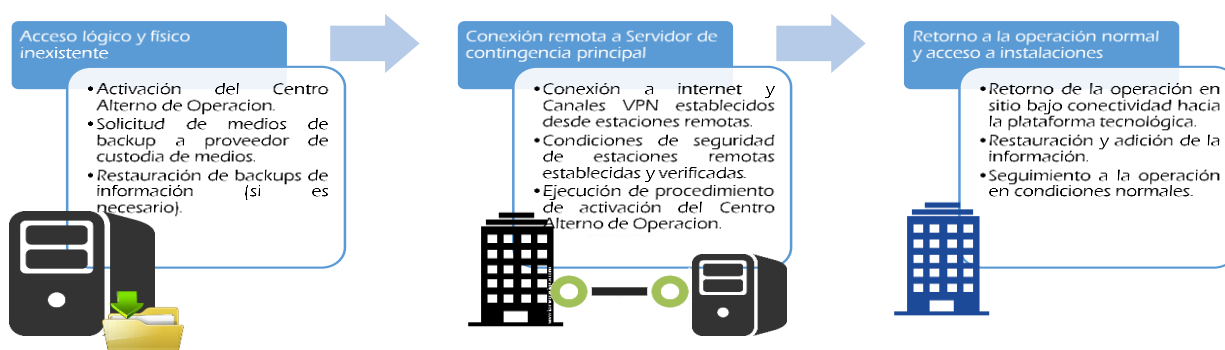 Acceso lógico y físico
inexistente
•Activación del Centro
Alterno de Operacion.
•Solicitud de medios de
backup a proveedor de
custodia de medios.
•Restauración de backups de
información (si es
necesario).
Conexión remota a Servidor de
contingencia principal
•Conexión a internet y
Canales VPN establecidos
desde estaciones remotas.
•Condiciones de seguridad
de estaciones remotas
establecidas y verificadas.
•Ejecución de procedimiento
de activación del Centro
Alterno de Operacion.
Retorno a la operación normal
y acceso a instalaciones
•Retorno de la operación en
sitio bajo conectividad hacia
la plataforma tecnológica.
•Restauración y adición de la
información.
•Seguimiento a la operación
en condiciones normales.